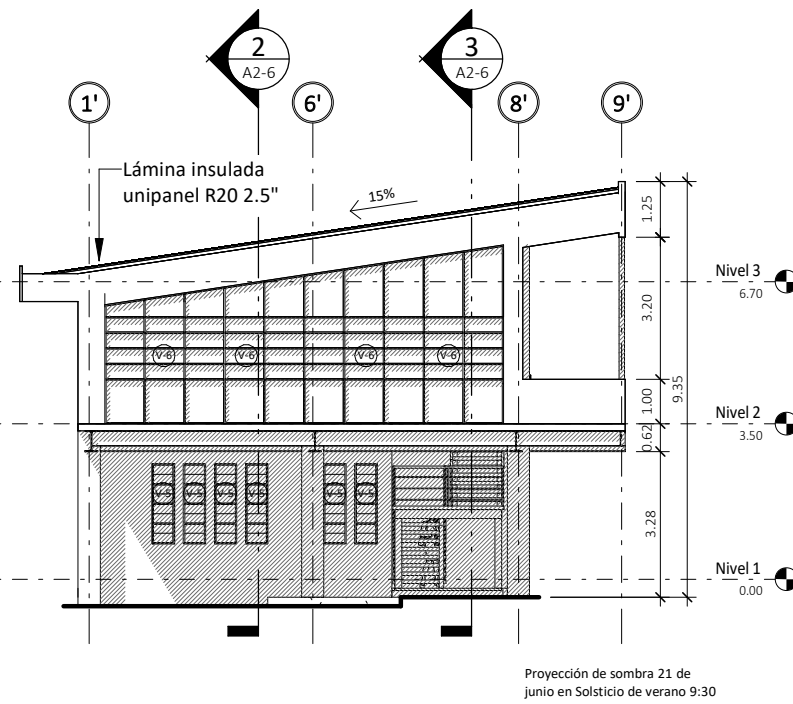 2
A2-6
3
A2-6
1'
6'
8'
9'
Lámina insulada
unipanel R20 2.5"
15%
1.25
Nivel 3
6.70
3.20
V-6
V-6
V-6
V-6
9.35
1.00
Nivel 2
3.50
0.62
V-5
V-5
V-5
V-5
V-5
V-5
3.28
Nivel 1
0.00
Proyección de sombra 21 de
junio en Solsticio de verano 9:30